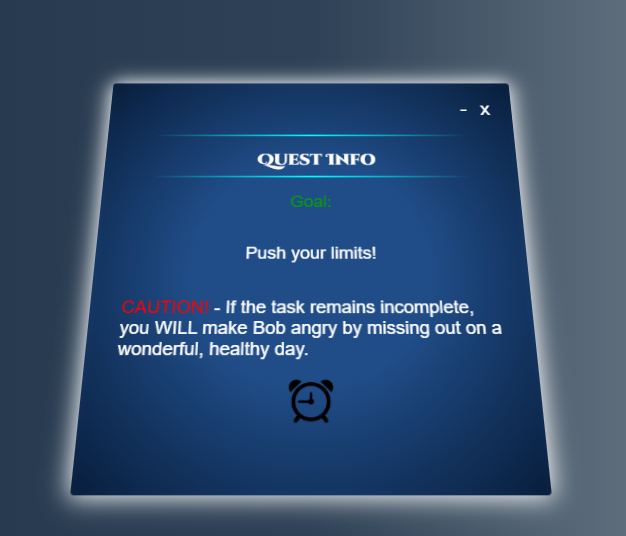 - X
QUEST INFO
Goal:
Push your limits!
CAUTION! - If the task remains incomplete,
you WILL make Bob angry by missing out on a
wonderful, healthy day.